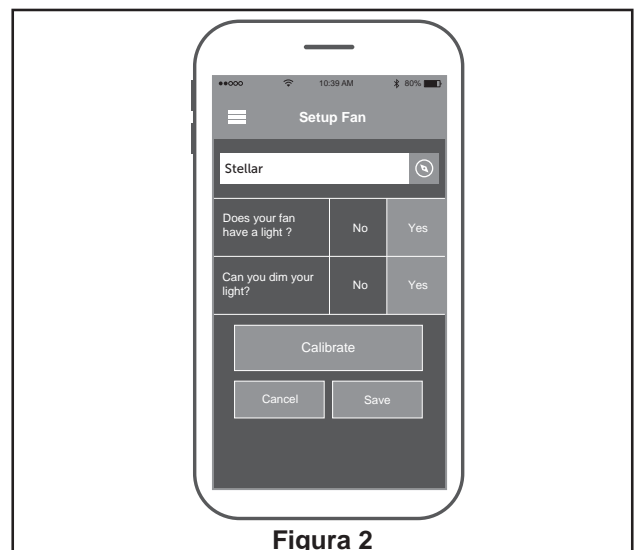 10:39 AM
80%
Setup Fan
Stellar
Does your fan
have a light ?
No
Yes
Can you dim your
light?
No
Yes
Calibrate
Cancel
Save
Figura 2